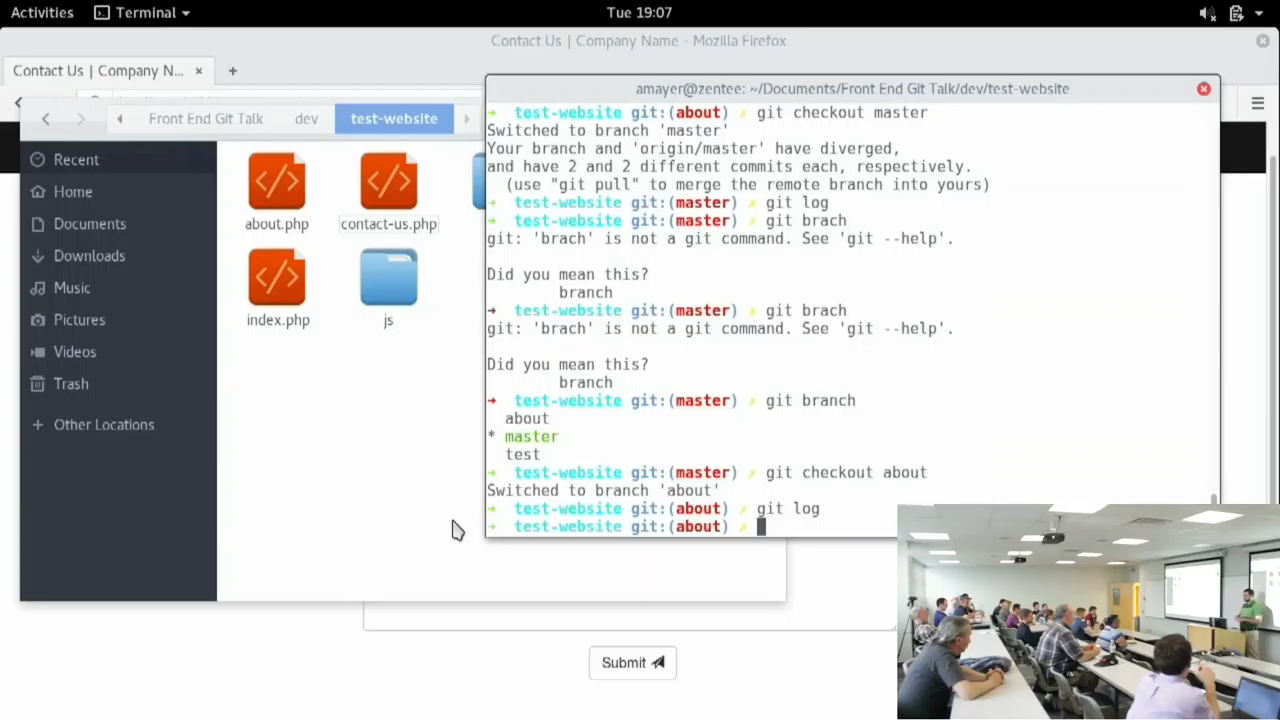 Activities
Terminal
Tue 19:07
Contact Us | Company Name - Mozilla Firefox
Contact Us | Company N...
amayer@zentee: ~/Documents/Front End Git Talk/dev/test-website
Front End Git Talk
dev
test-website
Recent
Home
Documents
Downloads
Music
Pictures
Videos
Trash
Other Locations
about.php
contact-us.php
index.php
js
→ test-website git:(about) ✗ git checkout master
Switched to branch 'master'
Your branch and 'origin/master' have diverged,
and have 2 and 2 different commits each, respectively.
(use "git pull" to merge the remote branch into yours)
→ test-website git:(master) ✗ git log
→ test-website git:(master) ✗ git brach
git: 'brach' is not a git command. See 'git --help'.
Did you mean this?
branch
→ test-website git:(master) ✗ git brach
git: 'brach' is not a git command. See 'git --help'.
Did you mean this?
branch
→ test-website git:(master) ✗ git branch
about
* master
test
→ test-website git:(master) ✗ git checkout about
Switched to branch 'about'
→ test-website git:(about) ✗ git log
→ test-website git:(about) ✗
Submit